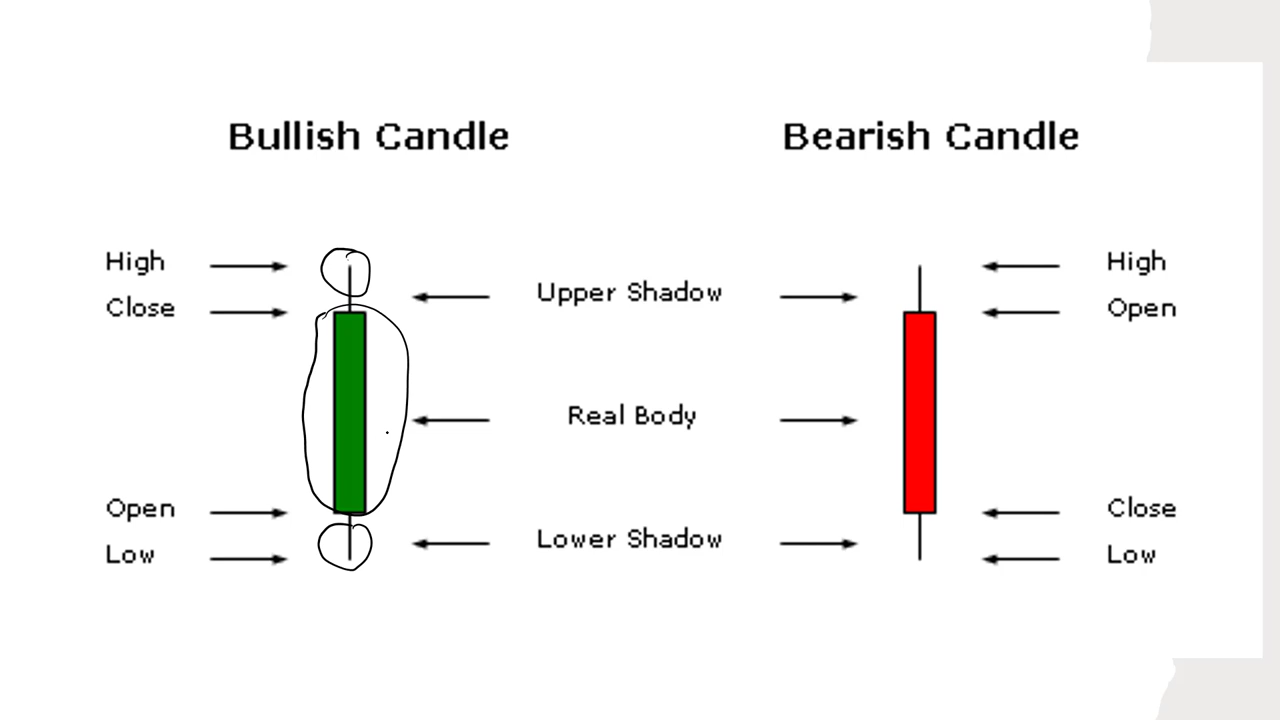 Bullish Candle
Bearish Candle
High
High
Upper Shadow
Close
Open
Real Body
Open
Close
Lower Shadow
Low
Low